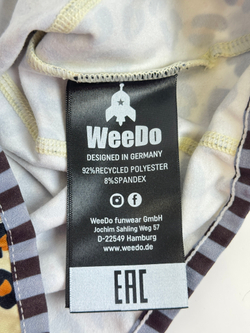 WeeDo
DESIGNED IN GERMANY
92%RECYCLED POLYESTER
8%SPANDEX
WeeDo funwear GmbH
Jochim Sahling Weg 57
D-22549 Hamburg
www.weedo.de
EAC